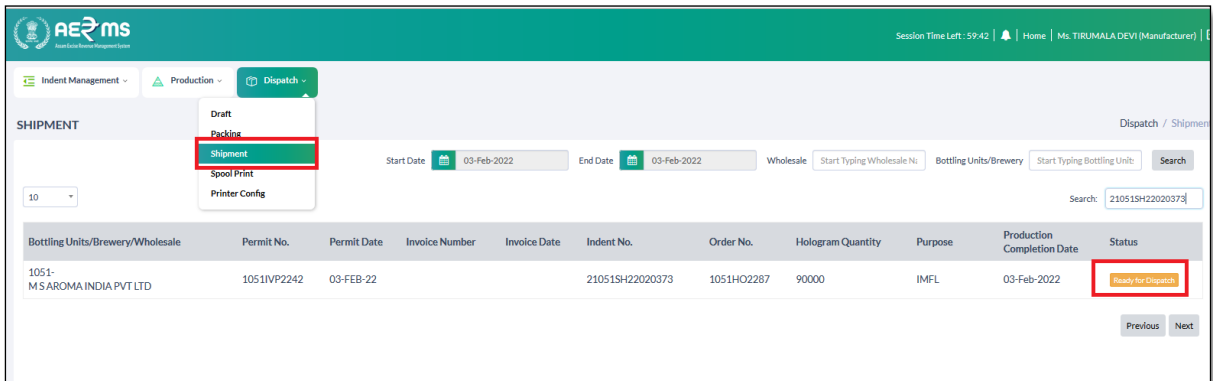 AERMS
Assam Excise Revenue Management System
Session Time Left : 59:42 | Home | Ms. TIRUMALA DEVI (Manufacturer)
Indent Management Production Dispatch
Draft
SHIPMENT Dispatch / Shipmen
Packing
Shipment
Start Date 03-Feb-2022 End Date 03-Feb-2022 Wholesale Start Typing Wholesale Na Bottling Units/Brewery Start Typing Bottling Unit: Search
Spool Print
Printer Config
10 Search: 21051SH22020373
Bottling Units/Brewery/Wholesale Permit No. Permit Date Invoice Number Invoice Date Indent No. Order No. Hologram Quantity Purpose Production Completion Date Status
1051-
M S AROMA INDIA PVT LTD 1051IVP2242 03-FEB-22 21051SH22020373 1051HO2287 90000 IMFL 03-Feb-2022 Ready for Dispatch
Previous Next